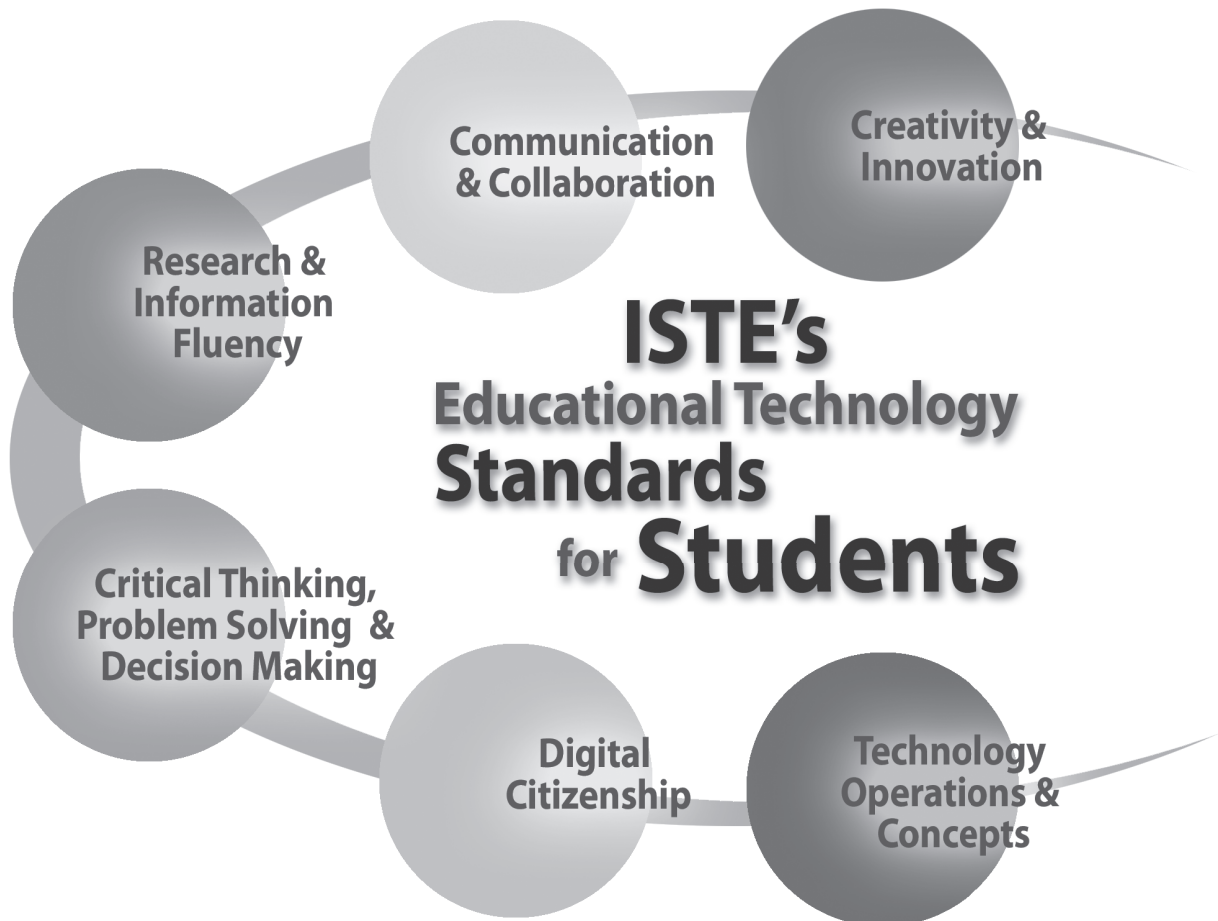 Communication
& Collaboration
Creativity &
Innovation
Research &
Information
Fluency
ISTE’s
Educational Technology
Standards
for Students
Critical Thinking,
Problem Solving &
Decision Making
Digital
Citizenship
Technology
Operations &
Concepts